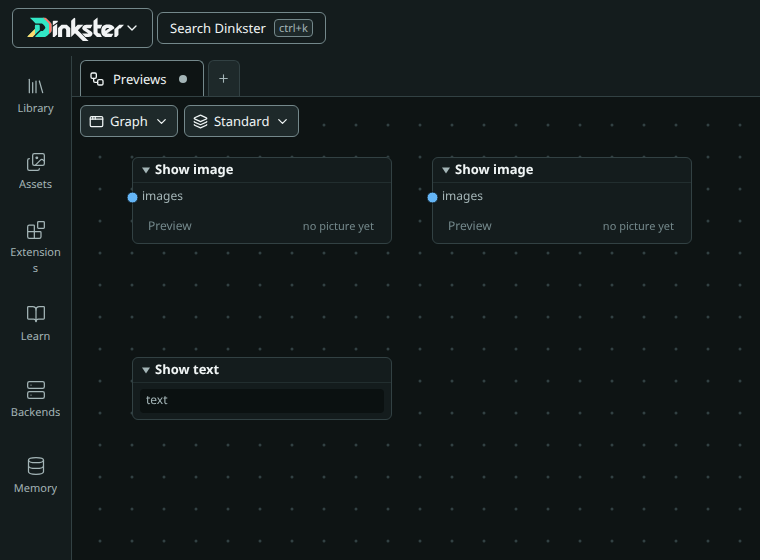 Dinkster
Search Dinkster ctrl+k
Previews
+
Graph
Standard
Library
Assets
Extension
s
Learn
Backends
Memory
Show image
images
Preview no picture yet
Show image
images
Preview no picture yet
Show text
text